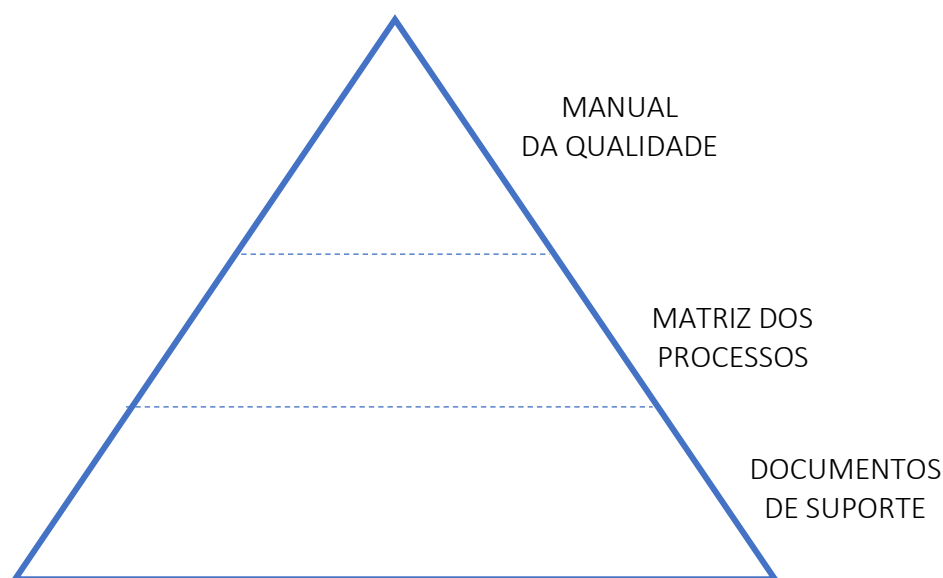 MANUAL
DA QUALIDADE
MATRIZ DOS
PROCESSOS
DOCUMENTOS
DE SUPORTE